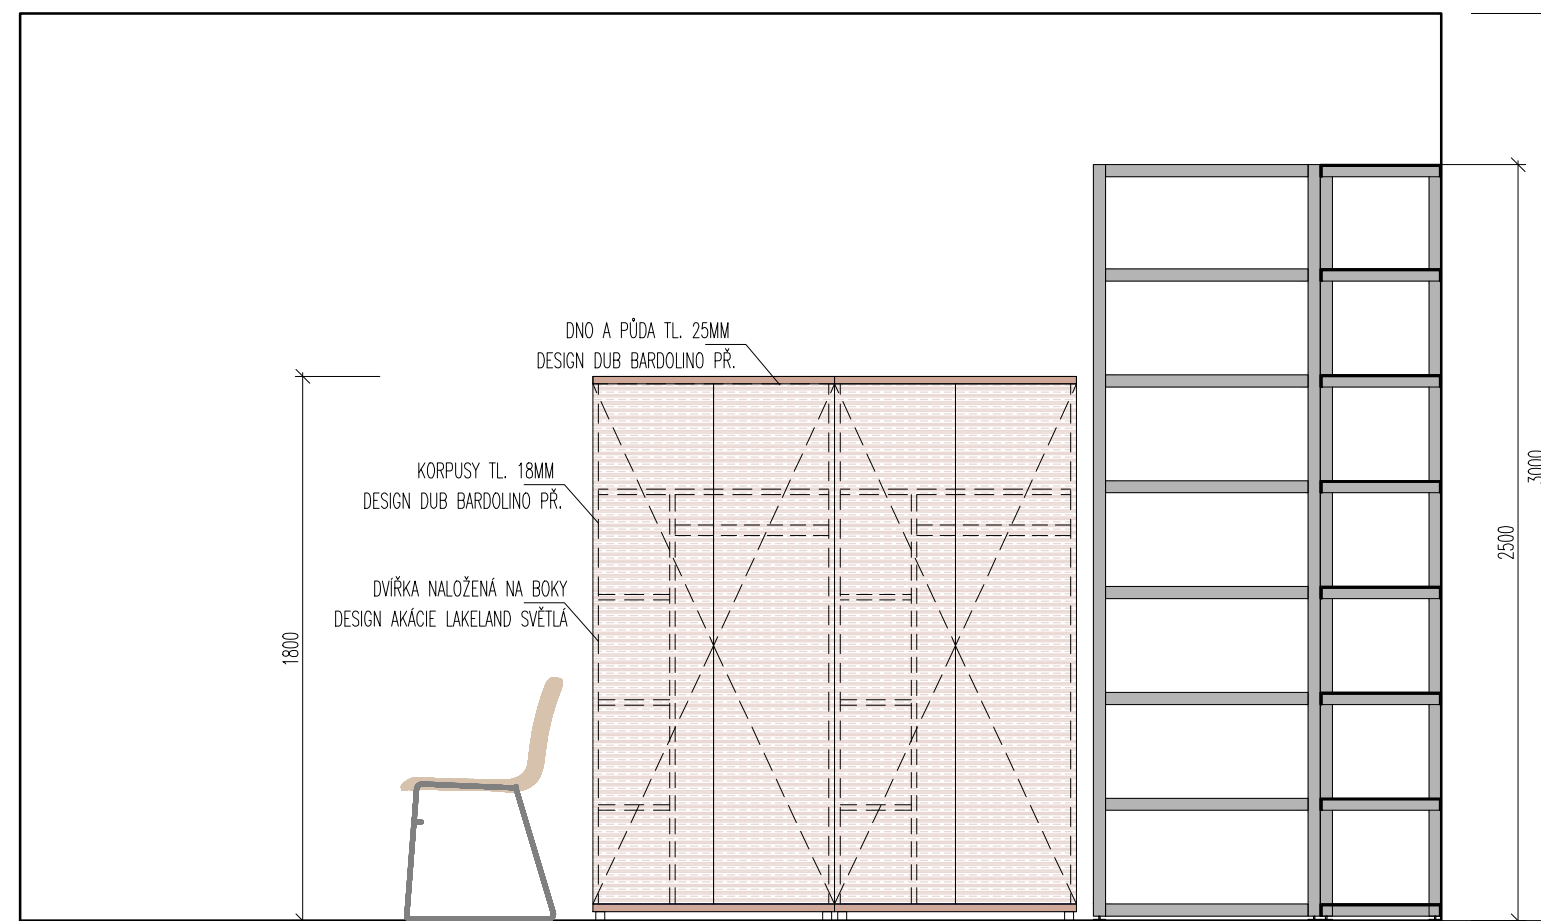 DNO A PŮDA TL. 25MM
DESIGN DUB BARDOLINO PŘ.
KORPUSY TL. 18MM
DESIGN DUB BARDOLINO PŘ.
DVÍŘKA NALOŽENÁ NA BOKY
DESIGN AKÁCIE LAKELAND SVĚTLÁ
1800
2500
3000